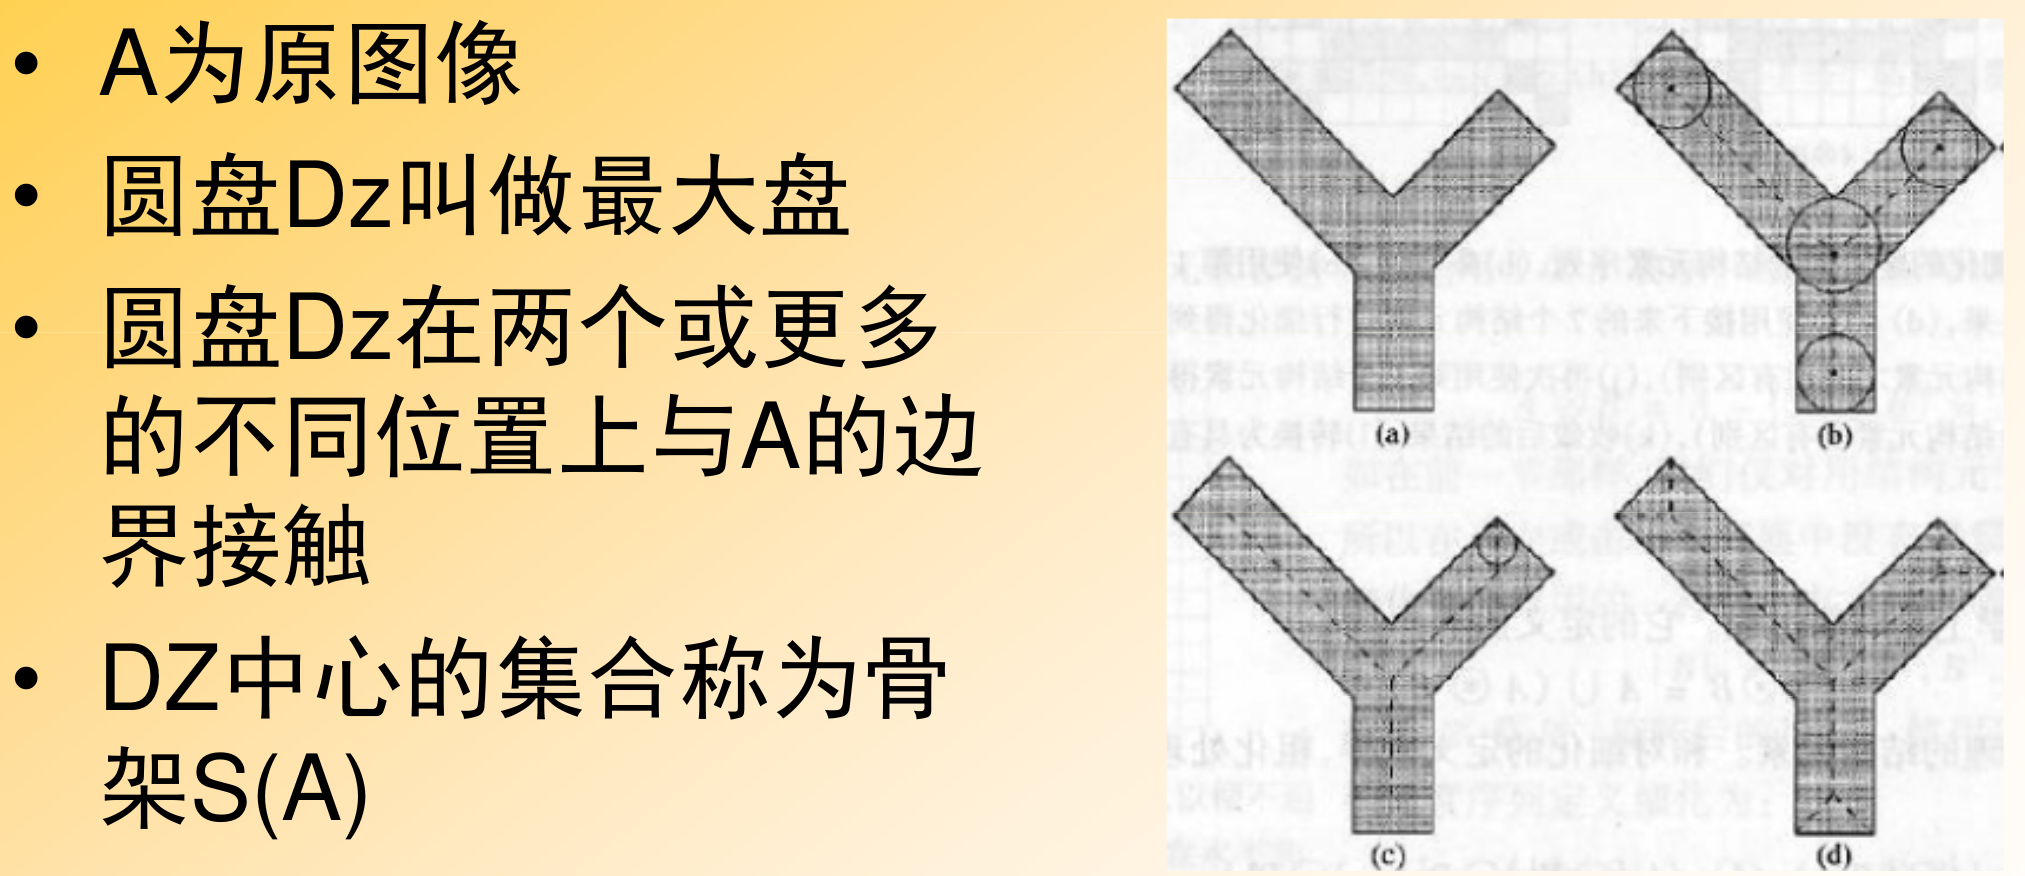 • A为原图像
• 圆盘Dz叫做最大盘
• 圆盘Dz在两个或更多
的不同位置上与A的边
界接触
• DZ中心的集合称为骨
架S(A)
(a)
(b)
(c)
(d)